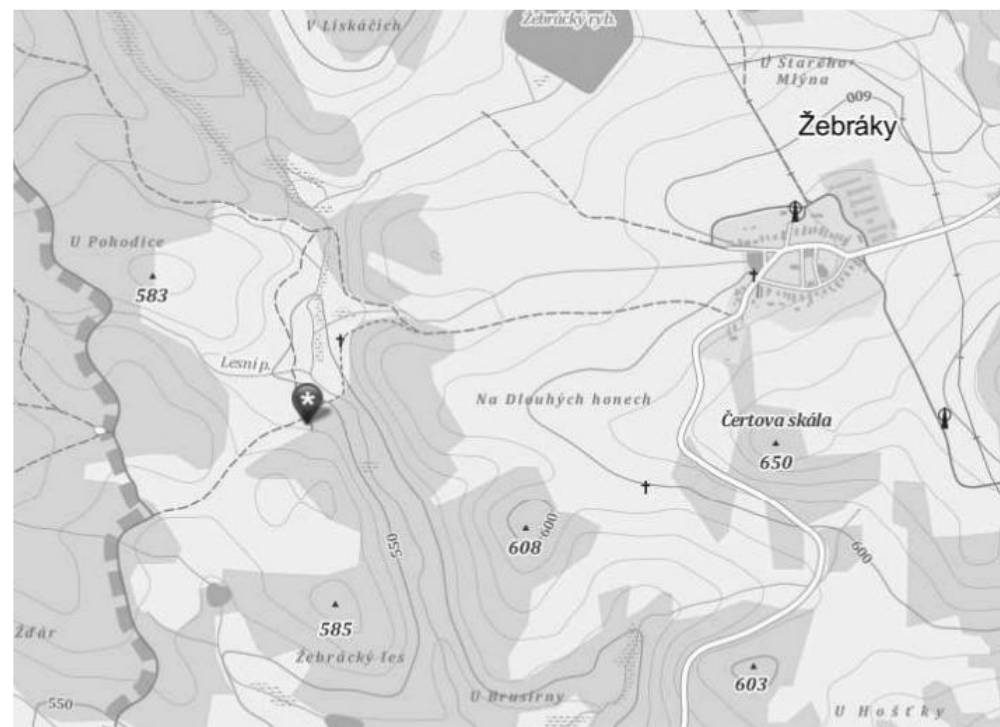 V Liskáčích
Žebrácký ryb.
U Starého
Mlýna
600
Žebráky
U Pohodice
583
Lesní p.
*
Na Dlouhých honech
Čertova skála
650
600
608
550
600
585
Žďár
Žebrácký les
603
550
U Brusírny
U Hošťky